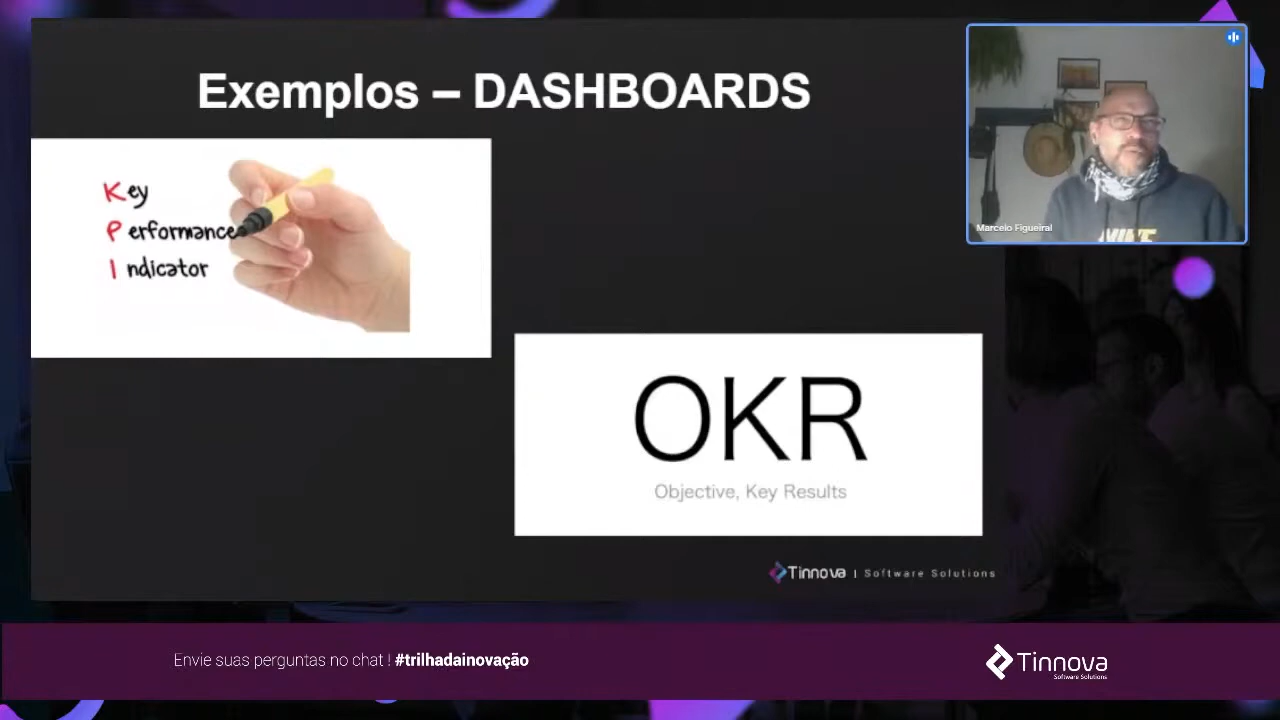 Exemplos – DASHBOARDS
Key
Performance
Indicator
Marcelo Figueiral
NIKE
OKR
Objective, Key Results
Tinnova | Software Solutions
Envie suas perguntas no chat ! #trilhadainovação
Tinnova
Software Solutions